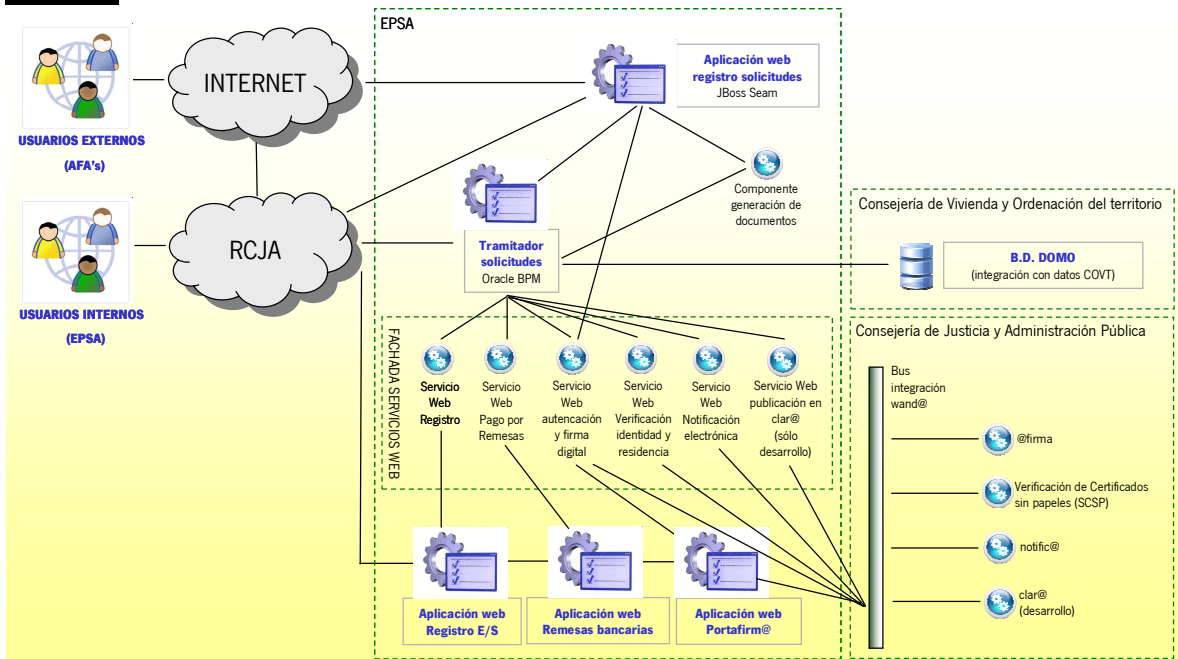 EPSA
INTERNET
Aplicación web
registro solicitudes
JBoss Seam
USUARIOS EXTERNOS
(AFA's)
Componente
generación de
documentos
Consejería de Vivienda y Ordenación del territorio
RCJA
Tramitador
solicitudes
Oracle BPM
B.D. DOMO
(integración con datos COVT)
USUARIOS INTERNOS
(EPSA)
FACHADA SERVICIOS WEB
Servicio
Web
Registro
Servicio
Web
Pago por
Remesas
Servicio
Web
autencación
y firma
digital
Servicio
Web
Verificación
identidad y
residencia
Servicio
Web
Notificación
electrónica
Servicio Web
publicación en
clar@
(sólo
desarrollo)
Consejería de Justicia y Administración Pública
Bus
integración
wand@
@firma
Verificación de Certificados
sin papeles (SCSP)
notific@
clar@
(desarrollo)
Aplicación web
Registro E/S
Aplicación web
Remesas bancarias
Aplicación web
Portafirm@